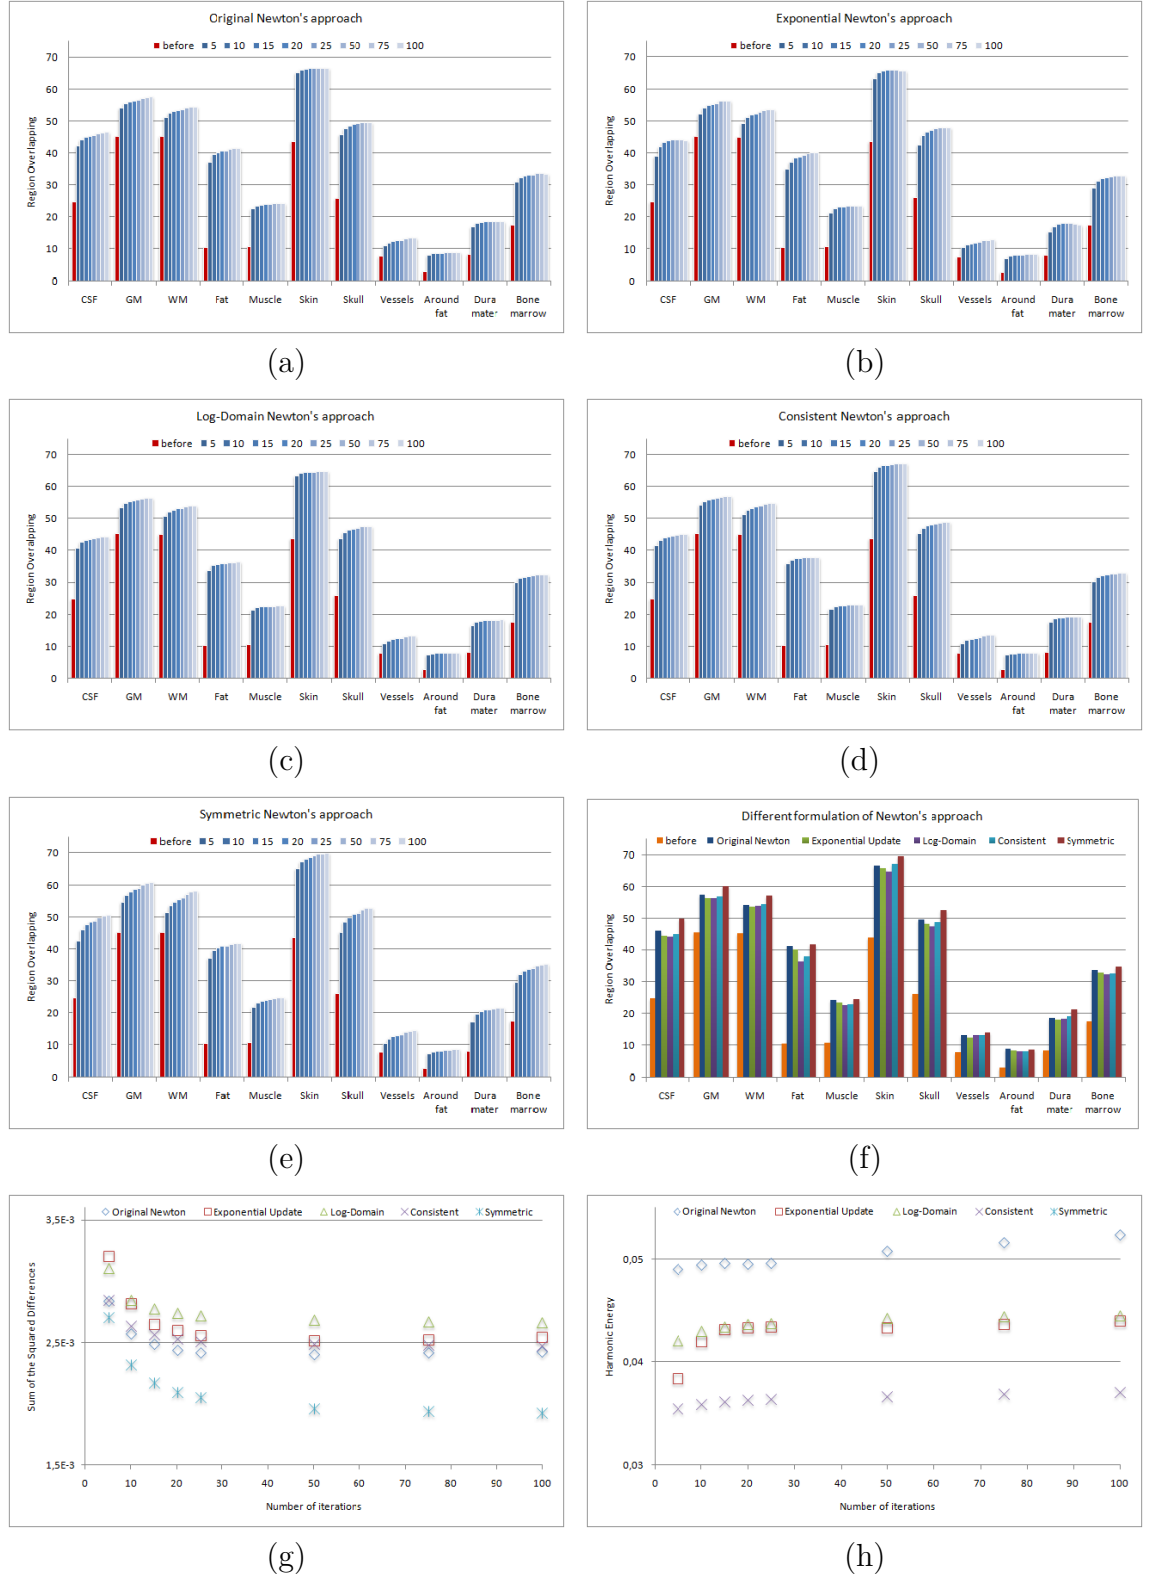 Original Newton's approach
before 5 10 15 20 25 50 75 100
Region Overlapping
70
60
50
40
30
20
10
0
CSF GM WM Fat Muscle Skin Skull Vessels Around fat Dura mater Bone marrow
(a)
Exponential Newton's approach
before 5 10 15 20 25 50 75 100
Region Overlapping
70
60
50
40
30
20
10
0
CSF GM WM Fat Muscle Skin Skull Vessels Around fat Dura mater Bone marrow
(b)
Log-Domain Newton's approach
before 5 10 15 20 25 50 75 100
Region Overalpping
70
60
50
40
30
20
10
0
CSF GM WM Fat Muscle Skin Skull Vessels Around fat Dura mater Bone marrow
(c)
Consistent Newton's approach
before 5 10 15 20 25 50 75 100
Region Overlapping
70
60
50
40
30
20
10
0
CSF GM WM Fat Muscle Skin Skull Vessels Around fat Dura mater Bone marrow
(d)
Symmetric Newton's approach
before 5 10 15 20 25 50 75 100
Region Overlapping
70
60
50
40
30
20
10
0
CSF GM WM Fat Muscle Skin Skull Vessels Around fat Dura mater Bone marrow
(e)
Different formulation of Newton's approach
before Original Newton Exponential Update Log-Domain Consistent Symmetric
Region Overlapping
70
60
50
40
30
20
10
0
CSF GM WM Fat Muscle Skin Skull Vessels Around fat Dura mater Bone marrow
(f)
Original Newton Exponential Update Log-Domain Consistent Symmetric
Sum of the Squared Differences
3,5E-3
2,5E-3
1,5E-3
0 10 20 30 40 50 60 70 80 90 100
Number of iterations
(g)
Original Newton Exponential Update Log-Domain Consistent Symmetric
Harmonic Energy
0,05
0,04
0,03
0 10 20 30 40 50 60 70 80 90 100
Number of iterations
(h)